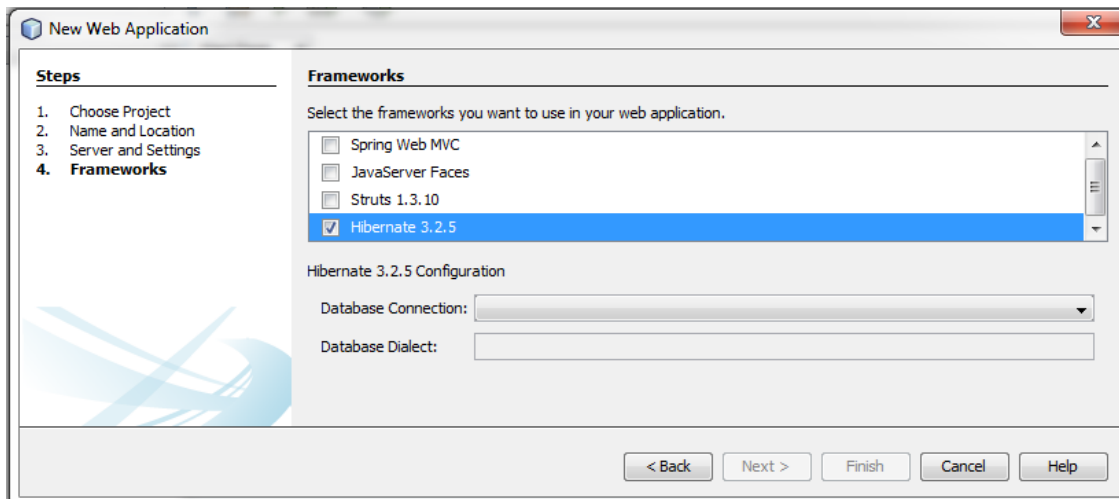 New Web Application
Steps
1. Choose Project
2. Name and Location
3. Server and Settings
4. Frameworks
Frameworks
Select the frameworks you want to use in your web application.
Spring Web MVC
JavaServer Faces
Struts 1.3.10
Hibernate 3.2.5
Hibernate 3.2.5 Configuration
Database Connection:
Database Dialect:
< Back Next > Finish Cancel Help